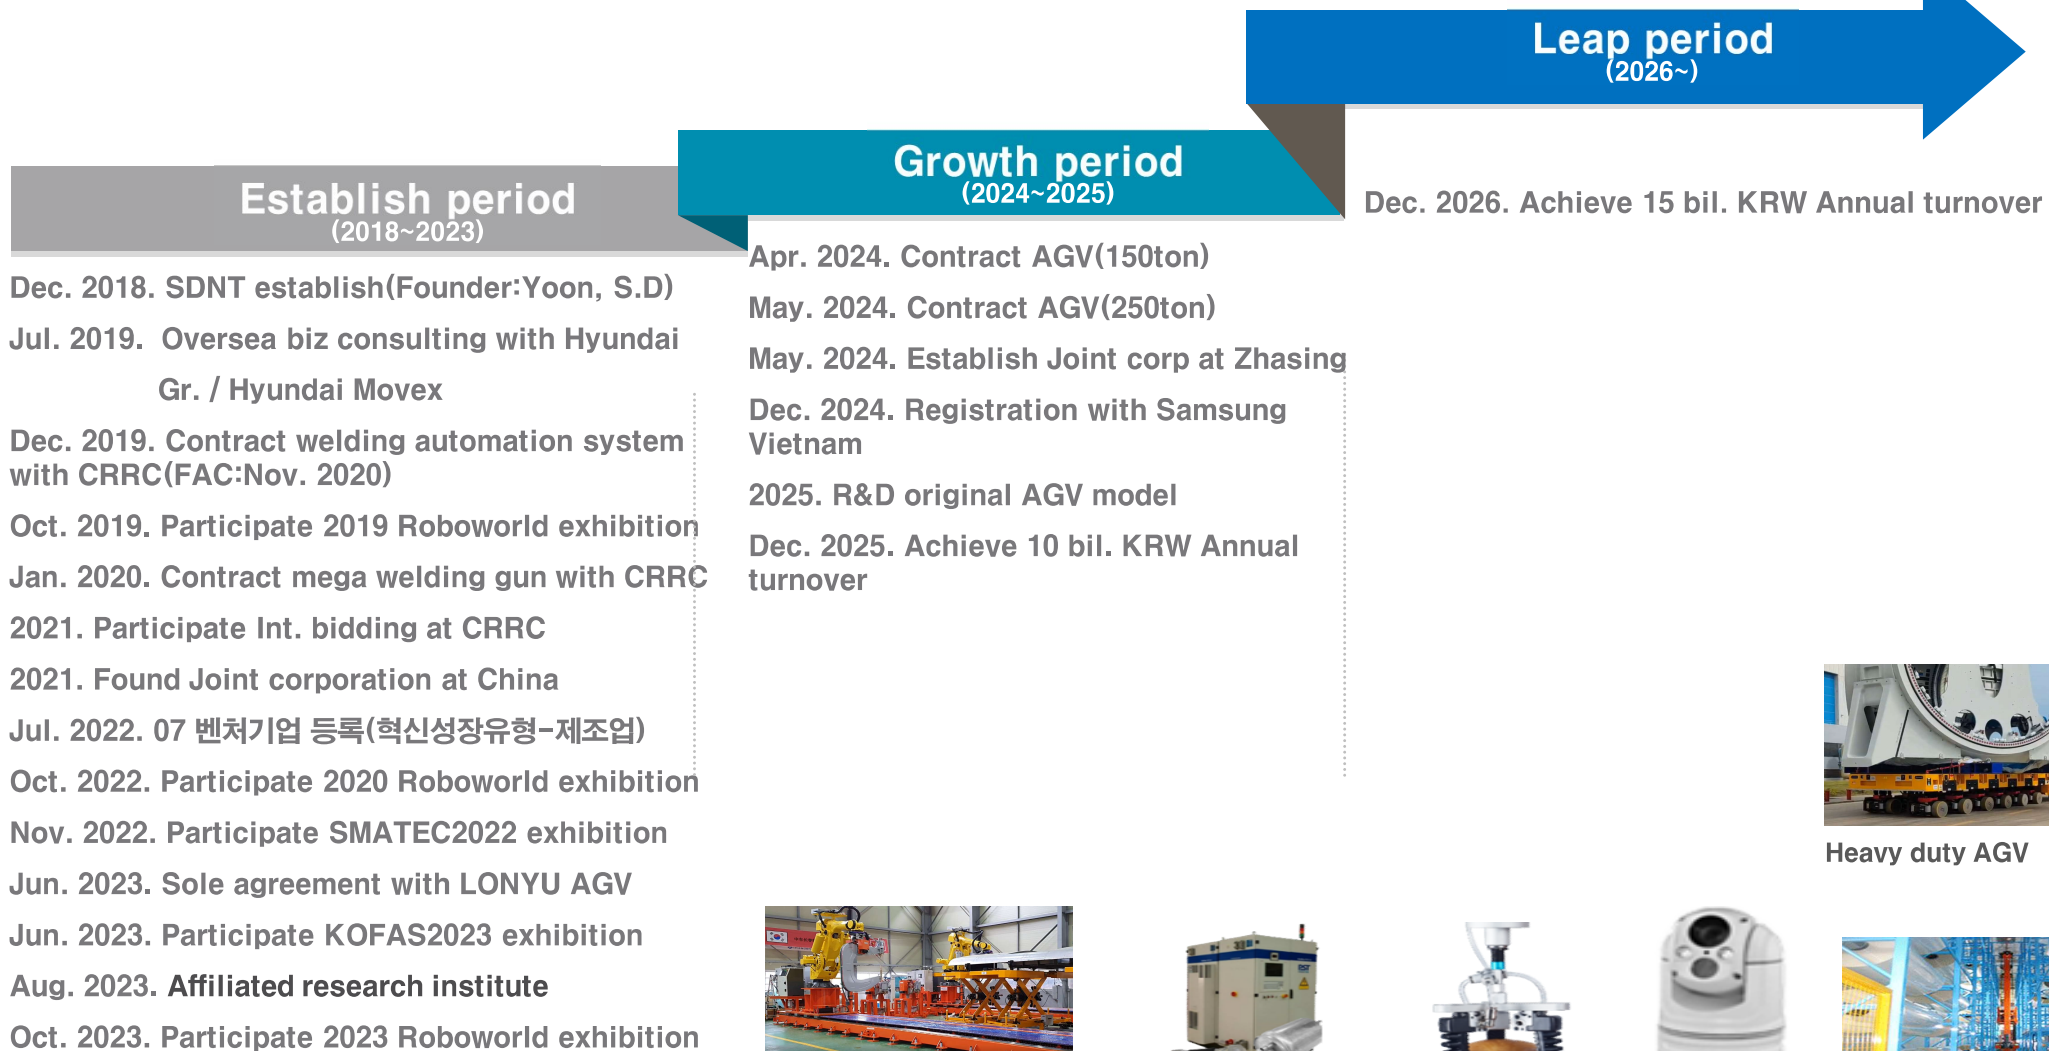 Leap period
(2026~)
Growth period
(2024~2025)
Establish period
(2018~2023)
Dec. 2018. SDNT establish(Founder:Yoon, S.D)
Jul. 2019. Oversea biz consulting with Hyundai
Gr. / Hyundai Movex
Dec. 2019. Contract welding automation system
with CRRC(FAC:Nov. 2020)
Oct. 2019. Participate 2019 Roboworld exhibition
Jan. 2020. Contract mega welding gun with CRRC
2021. Participate Int. bidding at CRRC
2021. Found Joint corporation at China
Jul. 2022. 07 벤처기업 등록(혁신성장유형-제조업)
Oct. 2022. Participate 2020 Roboworld exhibition
Nov. 2022. Participate SMATEC2022 exhibition
Jun. 2023. Sole agreement with LONYU AGV
Jun. 2023. Participate KOFAS2023 exhibition
Aug. 2023. Affiliated research institute
Oct. 2023. Participate 2023 Roboworld exhibition
Apr. 2024. Contract AGV(150ton)
May. 2024. Contract AGV(250ton)
May. 2024. Establish Joint corp at Zhasing
Dec. 2024. Registration with Samsung
Vietnam
2025. R&D original AGV model
Dec. 2025. Achieve 10 bil. KRW Annual
turnover
Dec. 2026. Achieve 15 bil. KRW Annual turnover
Heavy duty AGV